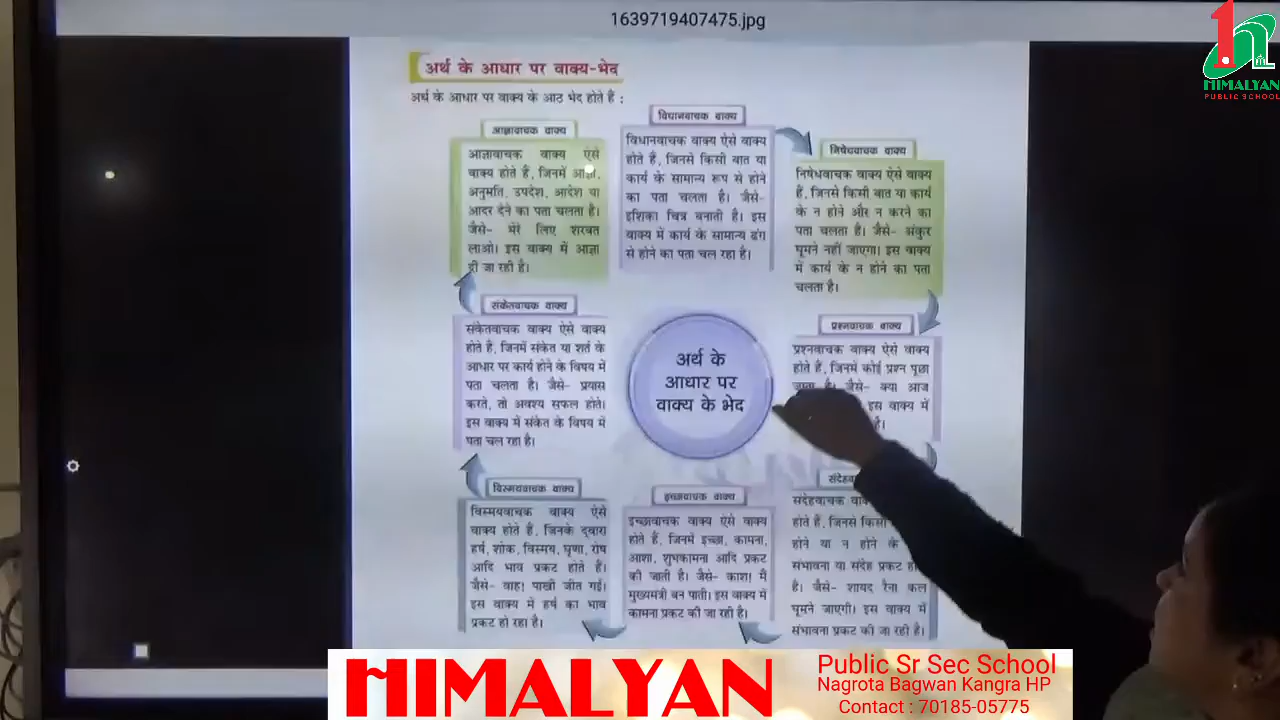 1639719407475.jpg
1h
HIMALYAN
PUBLIC SCHOOL
अर्थ के आधार पर वाक्य-भेद
अर्थ के आधार पर वाक्य के आठ भेद होते हैं :
आज्ञावाचक वाक्य
आज्ञावाचक वाक्य ऐसे
वाक्य होते हैं, जिनमें आज्ञा,
अनुमति, उपदेश, आदेश या
आदर देने का पता चलता है।
जैसे- मेरे लिए शरबत
लाओ। इस वाक्य में आज्ञा
दी जा रही है।
विधानवाचक वाक्य
विधानवाचक वाक्य ऐसे वाक्य
होते हैं, जिनसे किसी बात या
कार्य के सामान्य रूप से होने
का पता चलता है। जैसे-
इशिका चित्र बनाती है। इस
वाक्य में कार्य के सामान्य ढंग
से होने का पता चल रहा है।
निषेधवाचक वाक्य
निषेधवाचक वाक्य ऐसे वाक्य
हैं, जिनसे किसी बात या कार्य
के न होने और न करने का
पता चलता है। जैसे- अंकुर
घूमने नहीं जाएगा। इस वाक्य
में कार्य के न होने का पता
चलता है।
संकेतवाचक वाक्य
संकेतवाचक वाक्य ऐसे वाक्य
होते हैं, जिनमें संकेत या शर्त के
आधार पर कार्य होने के विषय में
पता चलता है। जैसे- प्रयास
करते, तो अवश्य सफल होते।
इस वाक्य में संकेत के विषय में
पता चल रहा है।
अर्थ के
आधार पर
वाक्य के भेद
प्रश्नवाचक वाक्य
प्रश्नवाचक वाक्य ऐसे वाक्य
होते हैं, जिनमें कोई प्रश्न पूछा
जाता है। जैसे- क्या आज
इस वाक्य में
है।
विस्मयवाचक वाक्य
विस्मयवाचक वाक्य ऐसे
वाक्य होते हैं, जिनके द्वारा
हर्ष, शोक, विस्मय, घृणा, रोष
आदि भाव प्रकट होते हैं।
जैसे- वाह! पाखी जीत गई।
इस वाक्य में हर्ष का भाव
प्रकट हो रहा है।
इच्छावाचक वाक्य
इच्छावाचक वाक्य ऐसे वाक्य
होते हैं, जिनमें इच्छा, कामना,
आशा, शुभकामना आदि प्रकट
की जाती है। जैसे- काश! मैं
मुख्यमंत्री बन पाती। इस वाक्य में
कामना प्रकट की जा रही है।
संदेहवाचक वाक्य
होते हैं, जिनसे किसी
होने या न होने के
संभावना या संदेह प्रकट
है। जैसे- शायद रैना कल
घूमने जाएगी। इस वाक्य में
संभावना प्रकट की जा रही है।
HIMALYAN
Public Sr Sec School
Nagrota Bagwan Kangra HP
Contact : 70185-05775